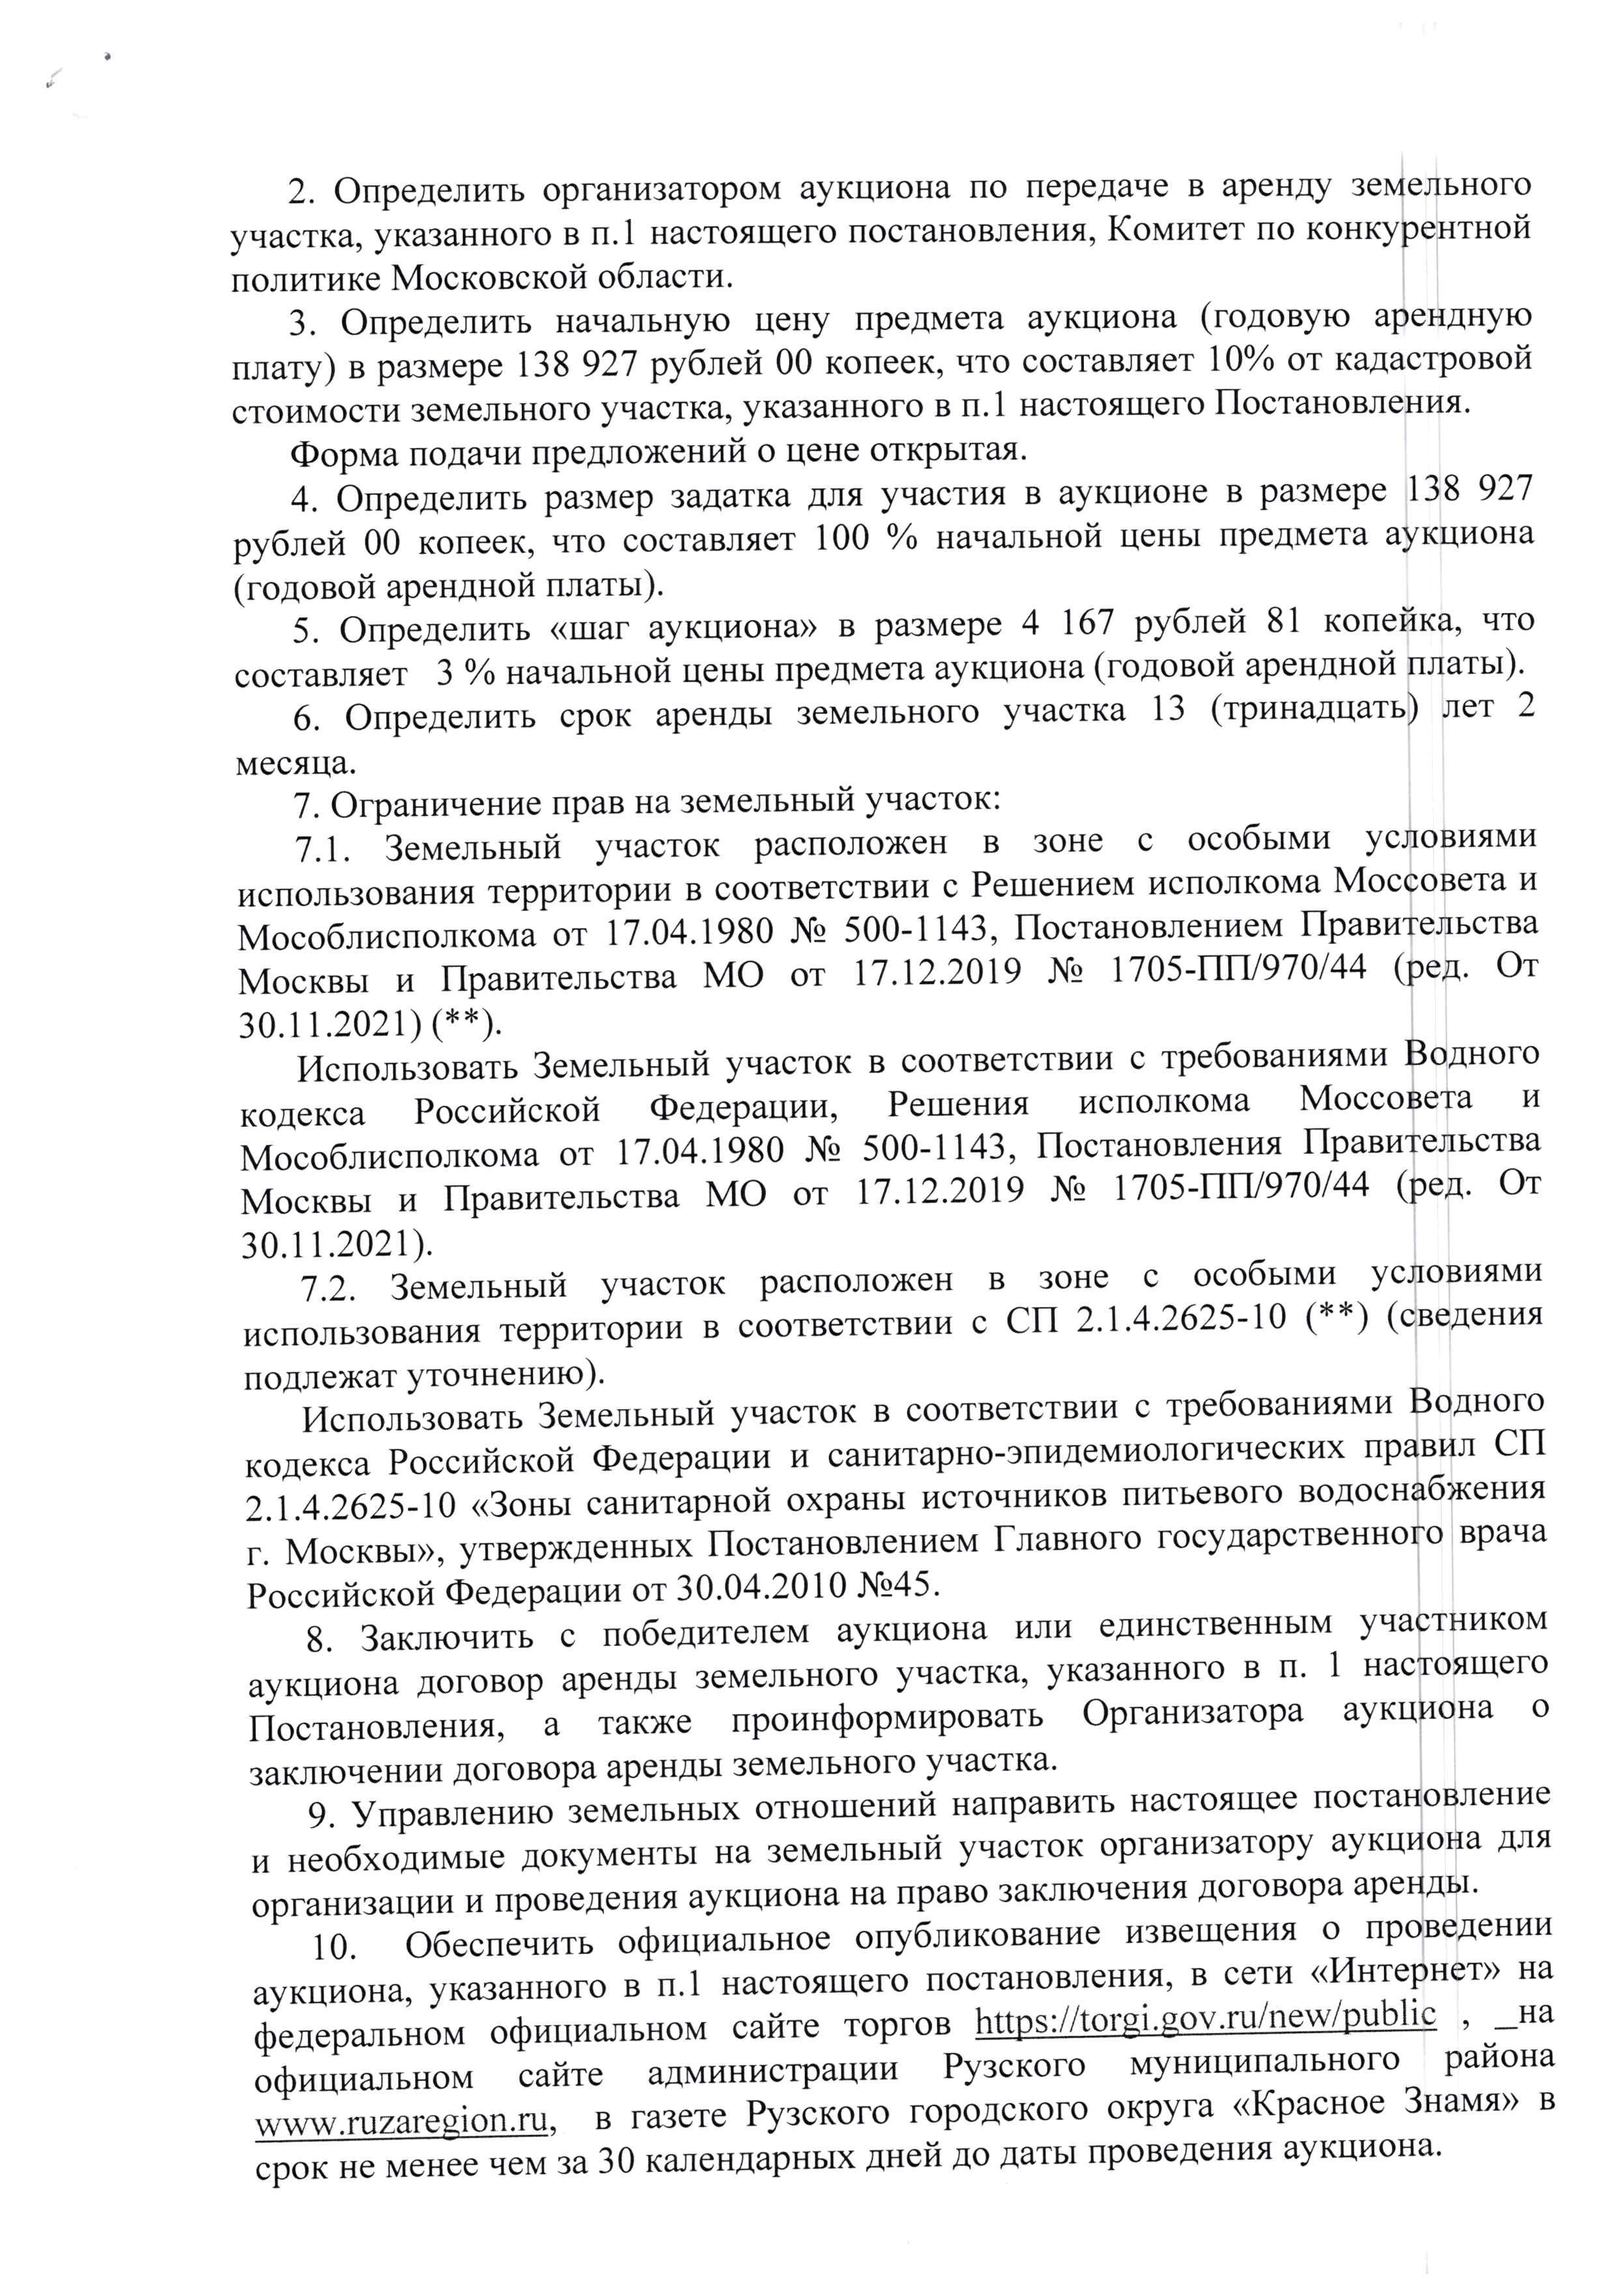 2. Определить организатором аукциона по передаче в аренду земельного
участка, указанного в п.1 настоящего постановления, Комитет по конкурентной
политике Московской области.
3. Определить начальную цену предмета аукциона (годовую арендную
плату) в размере 138 927 рублей 00 копеек, что составляет 10% от кадастровой
стоимости земельного участка, указанного в п.1 настоящего Постановления.
Форма подачи предложений о цене открытая.
4. Определить размер задатка для участия в аукционе в размере 138 927
рублей 00 копеек, что составляет 100 % начальной цены предмета аукциона
(годовой арендной платы).
5. Определить «шаг аукциона» в размере 4 167 рублей 81 копейка, что
составляет 3 % начальной цены предмета аукциона (годовой арендной платы).
6. Определить срок аренды земельного участка 13 (тринадцать) лет 2
месяца.
7. Ограничение прав на земельный участок:
7.1. Земельный участок расположен в зоне с особыми условиями
использования территории в соответствии с Решением исполкома Моссовета и
Мособлисполкома от 17.04.1980 № 500-1143, Постановлением Правительства
Москвы и Правительства МО от 17.12.2019 № 1705-ПП/970/44 (ред. От
30.11.2021) (**).
Использовать Земельный участок в соответствии с требованиями Водного
кодекса Российской Федерации, Решения исполкома Моссовета и
Мособлисполкома от 17.04.1980 № 500-1143, Постановления Правительства
Москвы и Правительства МО от 17.12.2019 № 1705-ПП/970/44 (ред. От
30.11.2021).
7.2. Земельный участок расположен в зоне с особыми условиями
использования территории в соответствии с СП 2.1.4.2625-10 (**) (сведения
подлежат уточнению).
Использовать Земельный участок в соответствии с требованиями Водного
кодекса Российской Федерации и санитарно-эпидемиологических правил СП
2.1.4.2625-10 «Зоны санитарной охраны источников питьевого водоснабжения
г. Москвы», утвержденных Постановлением Главного государственного врача
Российской Федерации от 30.04.2010 №45.
8. Заключить с победителем аукциона или единственным участником
аукциона договор аренды земельного участка, указанного в п. 1 настоящего
Постановления, а также проинформировать Организатора аукциона о
заключении договора аренды земельного участка.
9. Управлению земельных отношений направить настоящее постановление
и необходимые документы на земельный участок организатору аукциона для
организации и проведения аукциона на право заключения договора аренды.
10. Обеспечить официальное опубликование извещения о проведении
аукциона, указанного в п.1 настоящего постановления, в сети «Интернет» на
федеральном официальном сайте торгов https://torgi.gov.ru/new/public , _на
официальном сайте администрации Рузского муниципального района
www.ruzaregion.ru, в газете Рузского городского округа «Красное Знамя» в
срок не менее чем за 30 календарных дней до даты проведения аукциона.